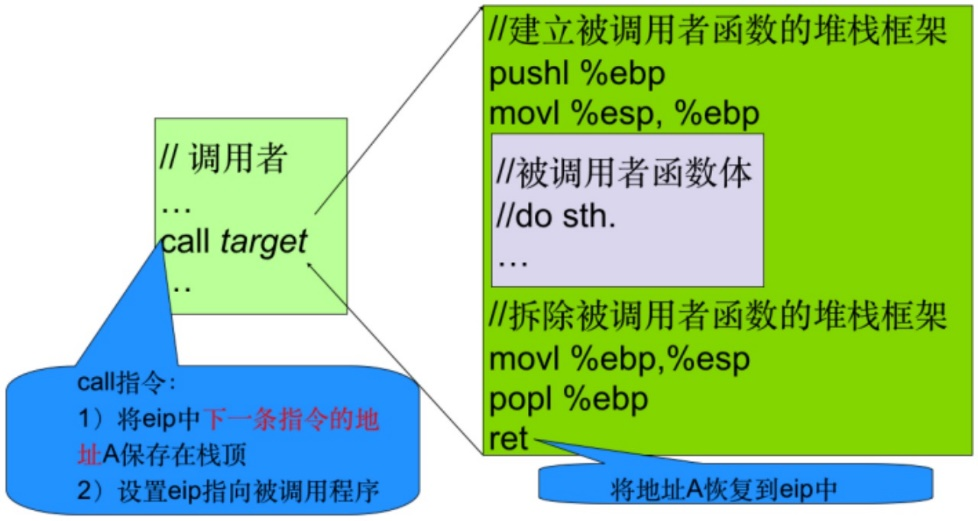 // 调用者
…
call target
…
call指令：
1）将eip中下一条指令的地
址A保存在栈顶
2）设置eip指向被调用程序
//建立被调用者函数的堆栈框架
pushl %ebp
movl %esp, %ebp
//被调用者函数体
//do sth.
…
//拆除被调用者函数的堆栈框架
movl %ebp,%esp
popl %ebp
ret
将地址A恢复到eip中